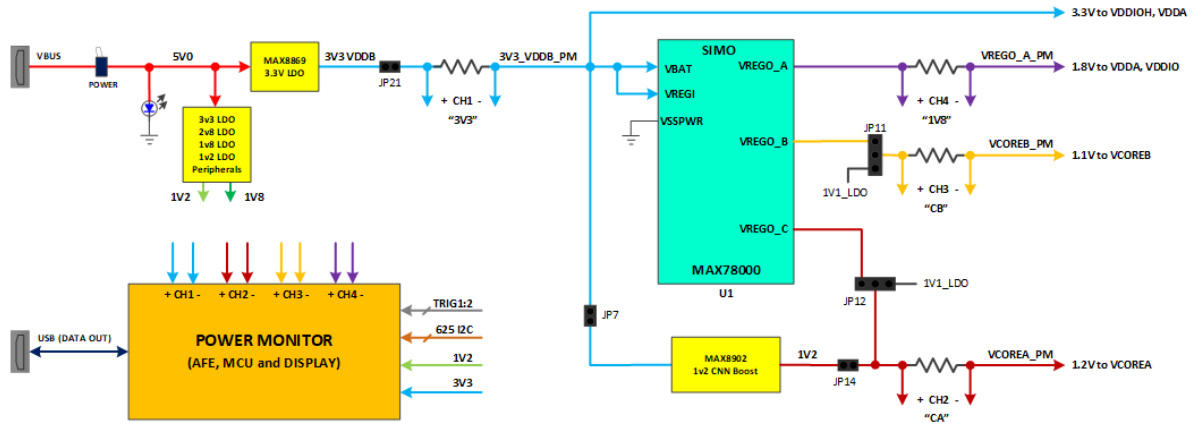 3.3V to VDDIOH, VDDA
VBUS
POWER
5V0
MAX8869
3.3V LDO
3V3 VDDB
JP21
+ CH1 -
"3V3"
3V3_VDDB_PM
SIMO
VBAT
VREGI
VSSPWR
VREGO_A
VREGO_B
VREGO_C
MAX78000
U1
VREGO_A_PM
+ CH4 -
"1V8"
1.8V to VDDA, VDDIO
JP11
1V1_LDO
VCOREB_PM
+ CH3 -
"CB"
1.1V to VCOREB
3v3 LDO
2v8 LDO
1v8 LDO
1v2 LDO
Peripherals
1V2
1V8
JP12
1V1_LDO
JP7
MAX8902
1v2 CNN Boost
1V2
JP14
VCOREA_PM
+ CH2 -
"CA"
1.2V to VCOREA
+ CH1 -
+ CH2 -
+ CH3 -
+ CH4 -
USB (DATA OUT)
POWER MONITOR
(AFE, MCU and DISPLAY)
TRIG1:2
625 I2C
1V2
3V3